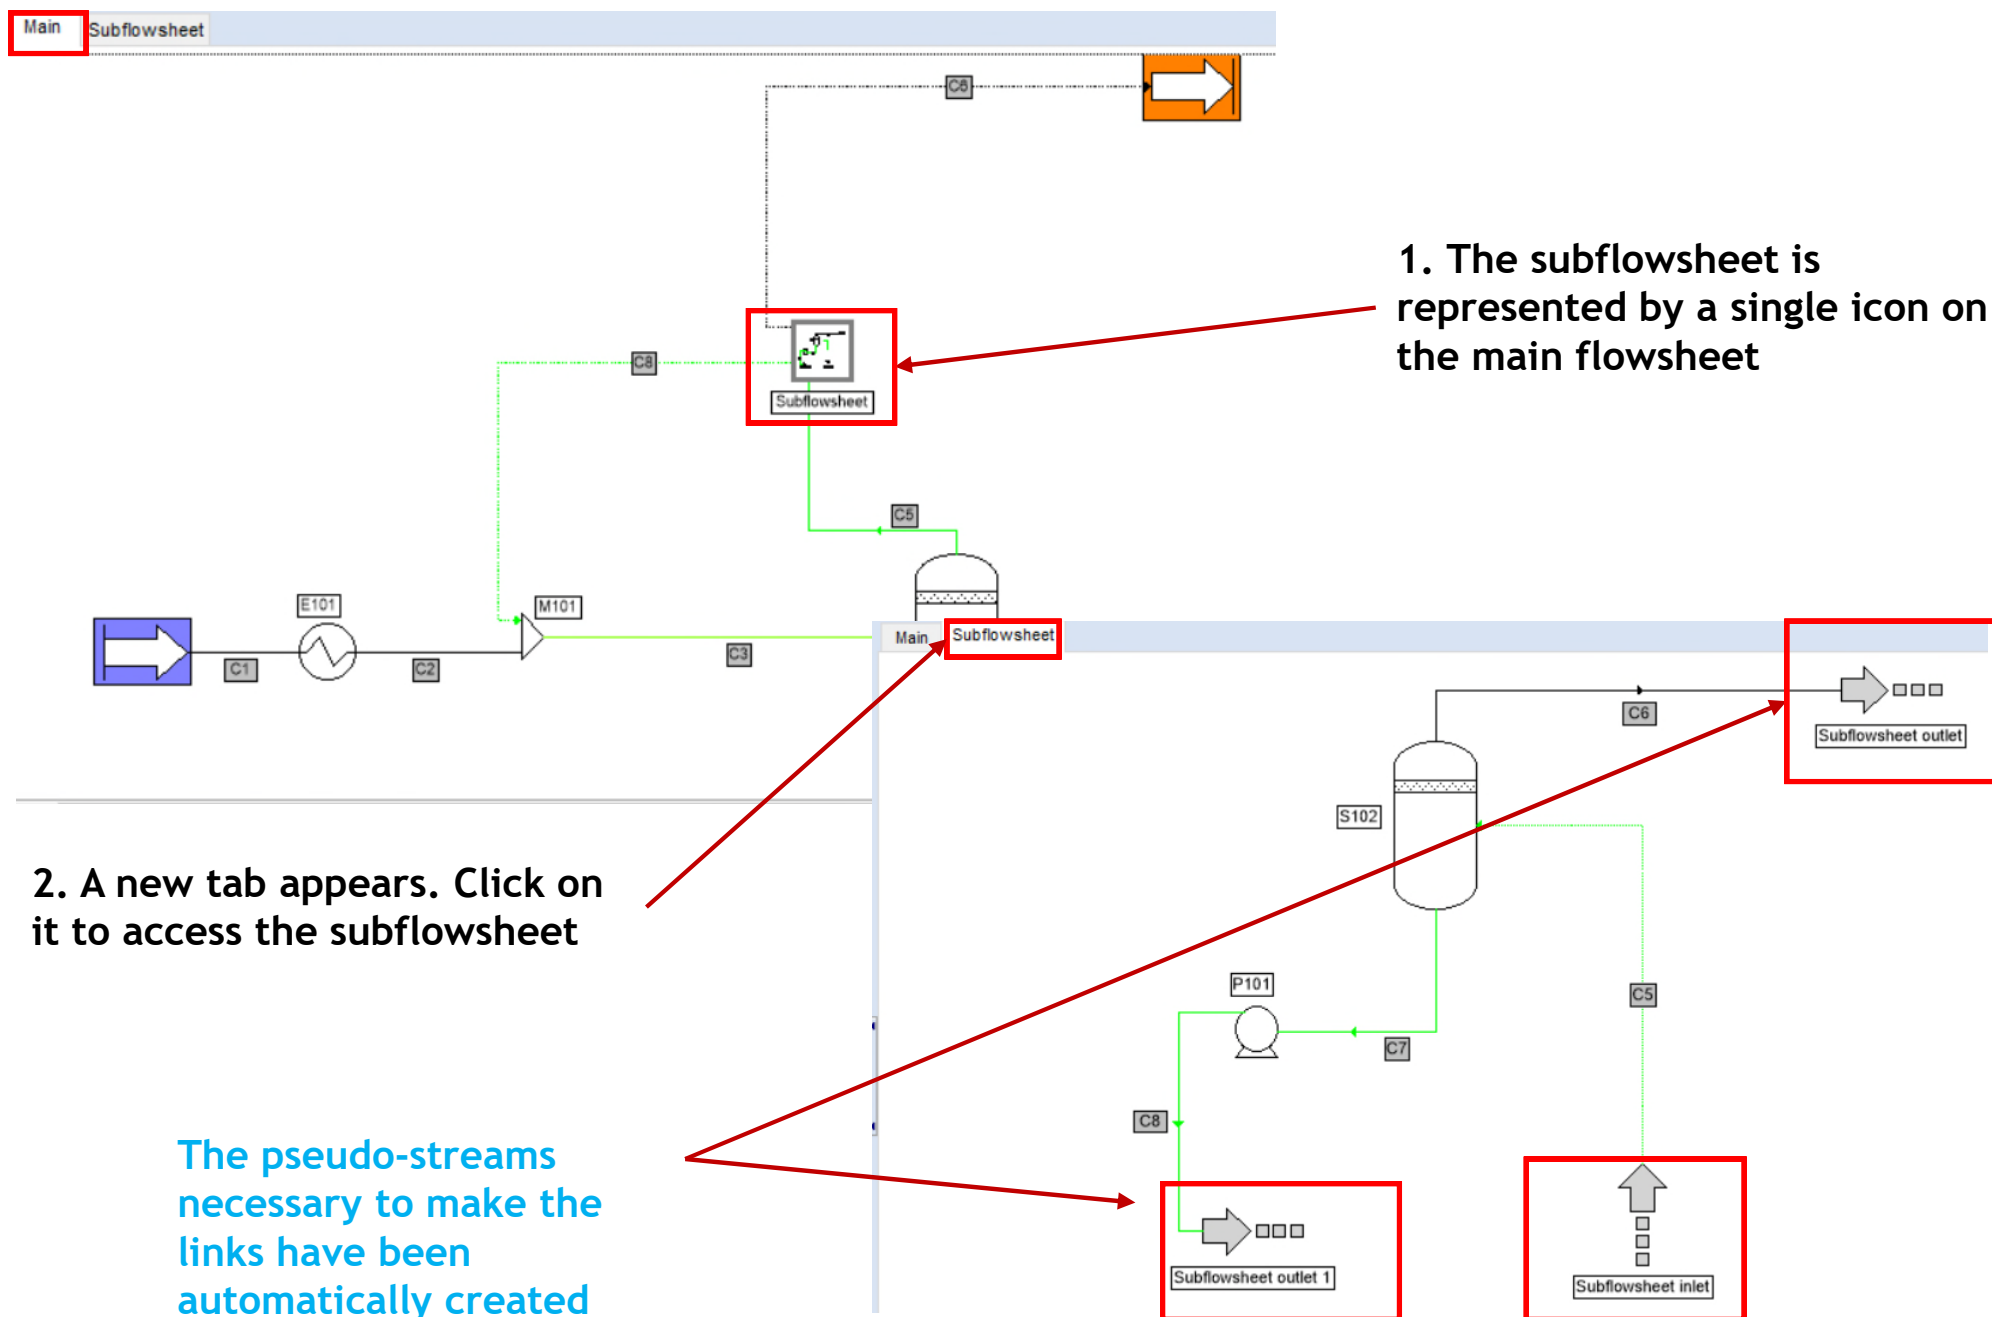 Main
Subflowsheet
C6
1. The subflowsheet is
represented by a single icon on
the main flowsheet
C8
Subflowsheet
C5
E101
M101
C1
C2
C3
Main
Subflowsheet
C6
Subflowsheet outlet
S102
2. A new tab appears. Click on
it to access the subflowsheet
P101
C5
C7
C8
The pseudo-streams
necessary to make the
links have been
automatically created
Subflowsheet outlet 1
Subflowsheet inlet